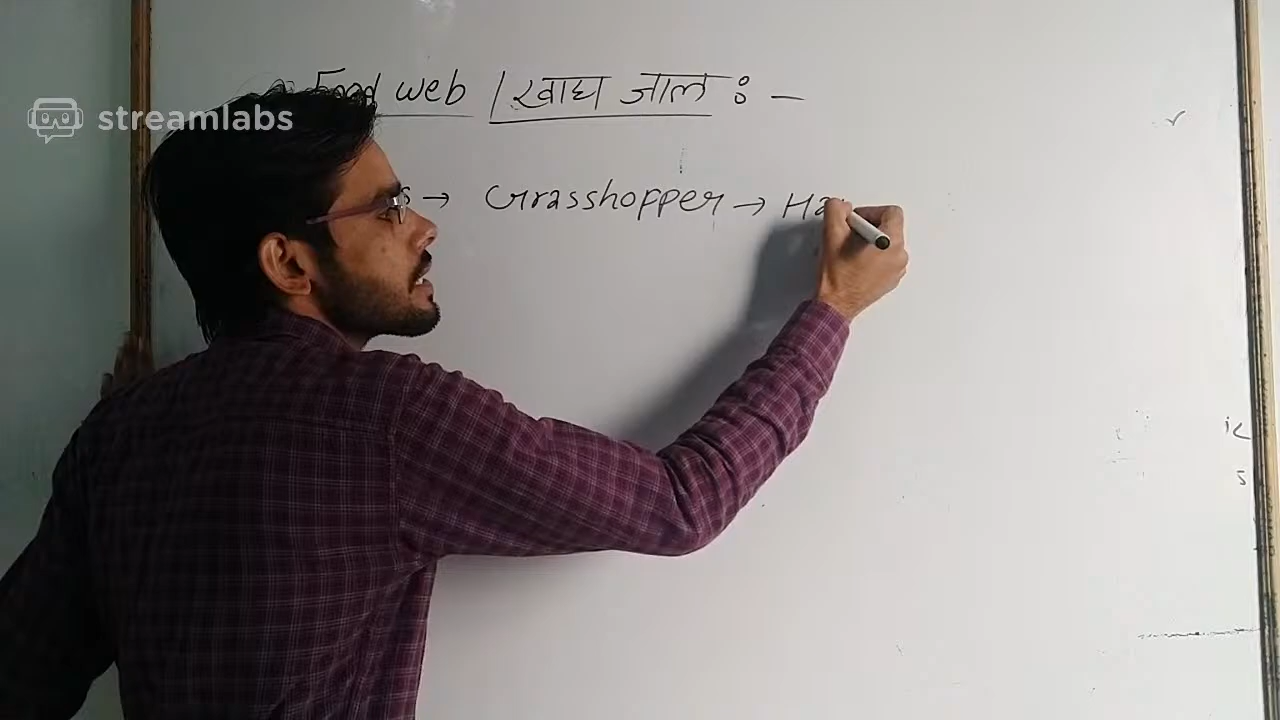 streamlabs
Food web / खाद्य जाल :-
→ Grasshopper → Ha